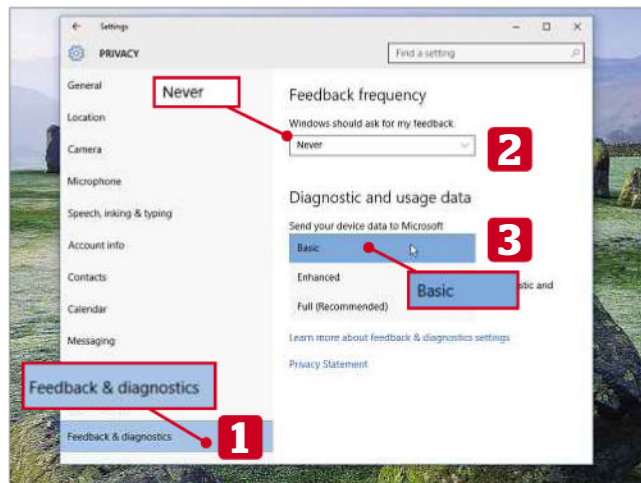 Settings
PRIVACY
Find a setting
General
Location
Camera
Microphone
Speech, inking & typing
Account info
Contacts
Calendar
Messaging
Feedback & diagnostics
Feedback & diagnostics
1
Never
Feedback frequency
Windows should ask for my feedback
Never
2
Diagnostic and usage data
Send your device data to Microsoft
Basic
3
Enhanced
Basic
stic and
Full (Recommended)
Learn more about feedback & diagnostics settings
Privacy Statement